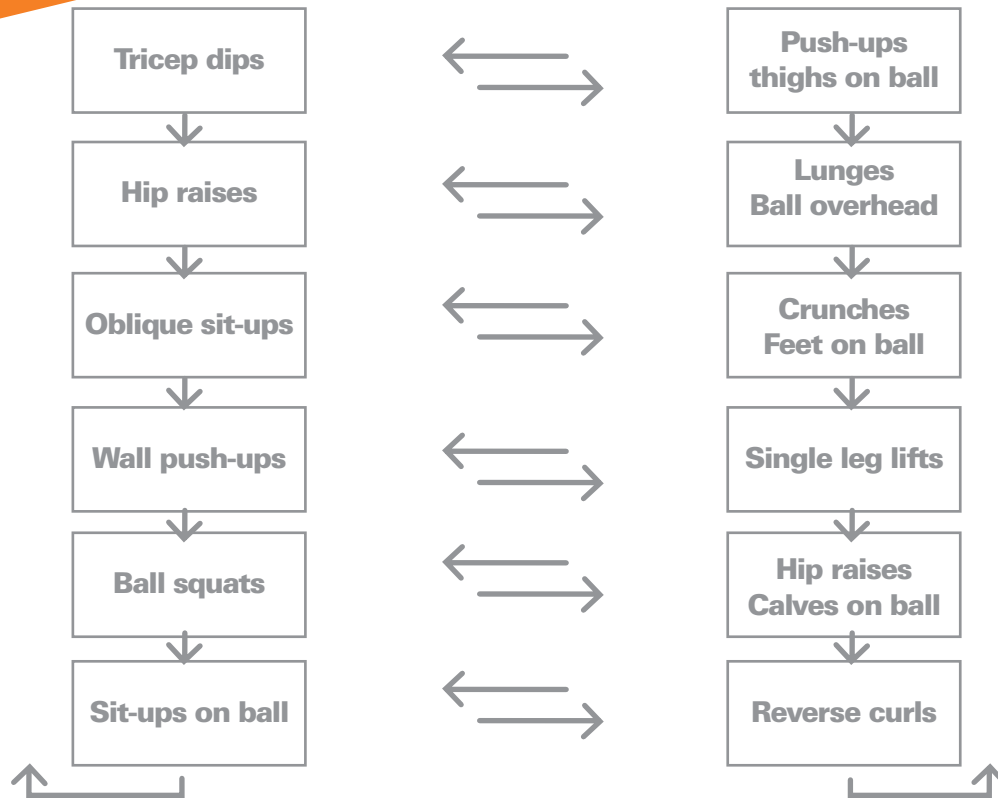 Tricep dips
Push-ups
thighs on ball
Hip raises
Lunges
Ball overhead
Oblique sit-ups
Crunches
Feet on ball
Wall push-ups
Single leg lifts
Ball squats
Hip raises
Calves on ball
Sit-ups on ball
Reverse curls